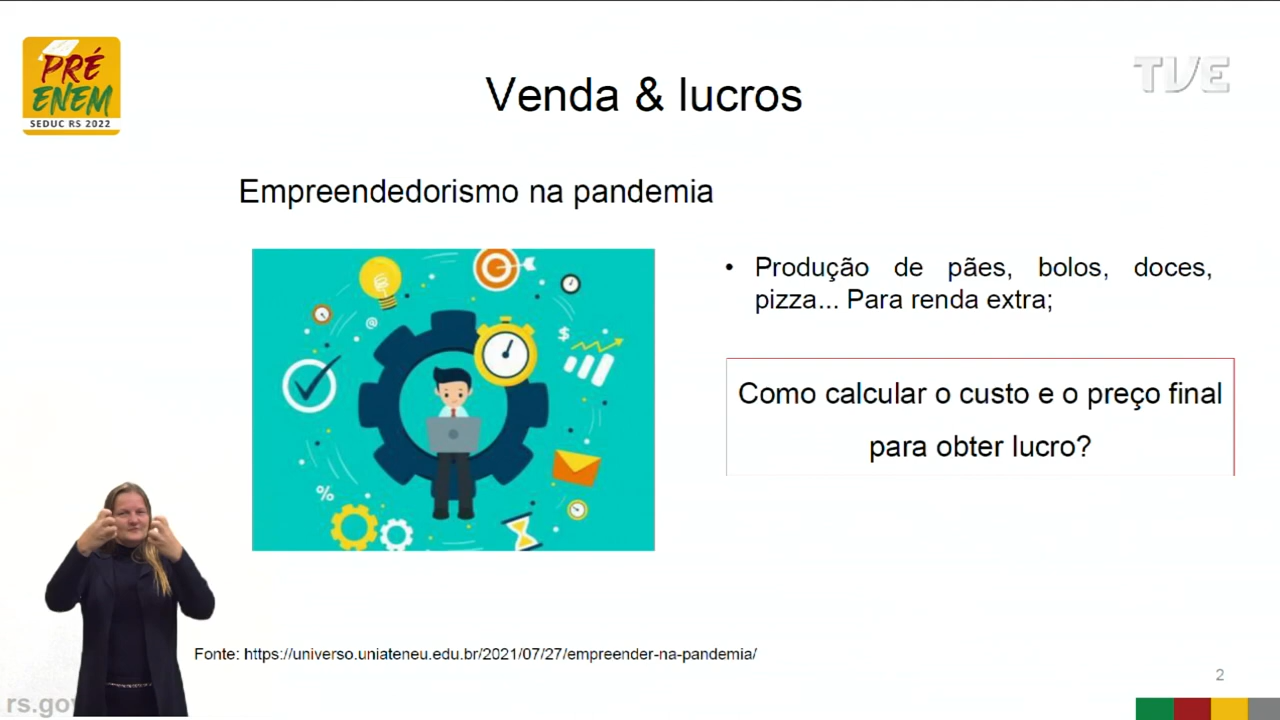 PRÉ
ENEM
SEDUC RS 2022
TVE
Venda & lucros
Empreendedorismo na pandemia
• Produção de pães, bolos, doces,
pizza... Para renda extra;
Como calcular o custo e o preço final
para obter lucro?
@
$
%
Fonte: https://universo.uniateneu.edu.br/2021/07/27/empreender-na-pandemia/
2
rs.gov